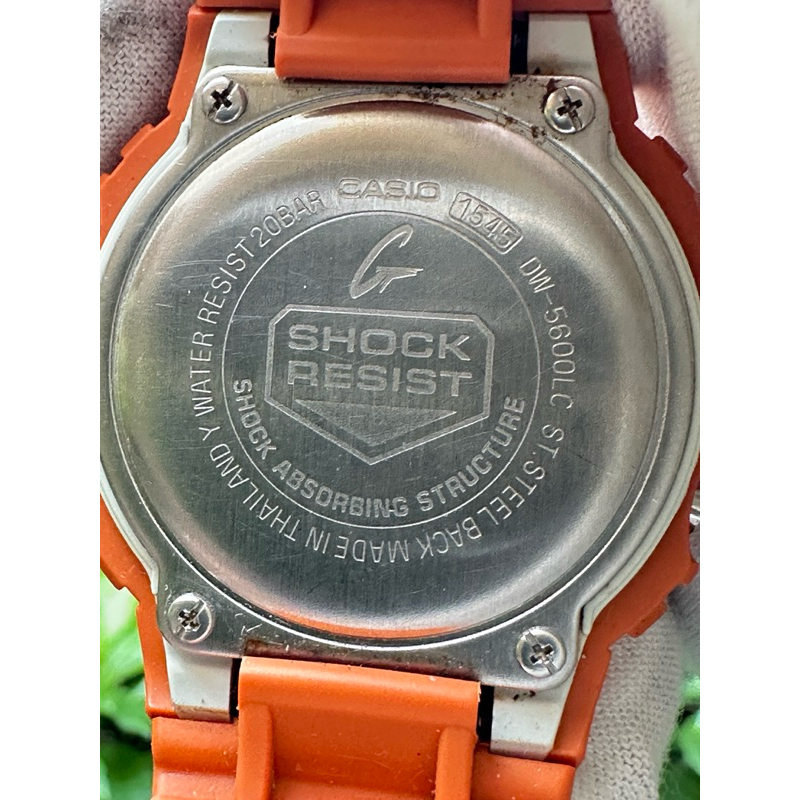 CASIO
1545
DW-5600LC ST.STEEL BACK MADE IN THAILAND Y WATER RESIST 20BAR
G
SHOCK
RESIST
SHOCK ABSORBING STRUCTURE